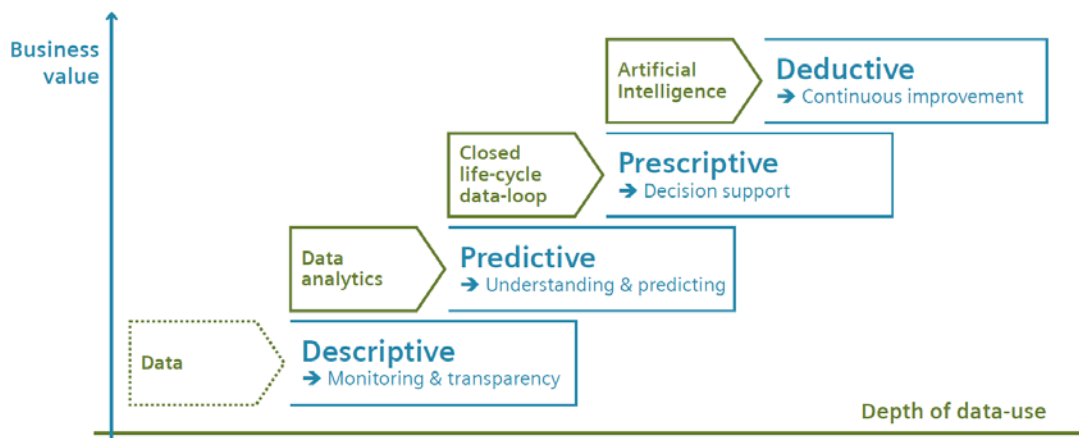 Business
value
Artificial
Intelligence
Deductive
➔ Continuous improvement
Closed
life-cycle
data-loop
Prescriptive
➔ Decision support
Data
analytics
Predictive
➔ Understanding & predicting
Data
Descriptive
➔ Monitoring & transparency
Depth of data-use